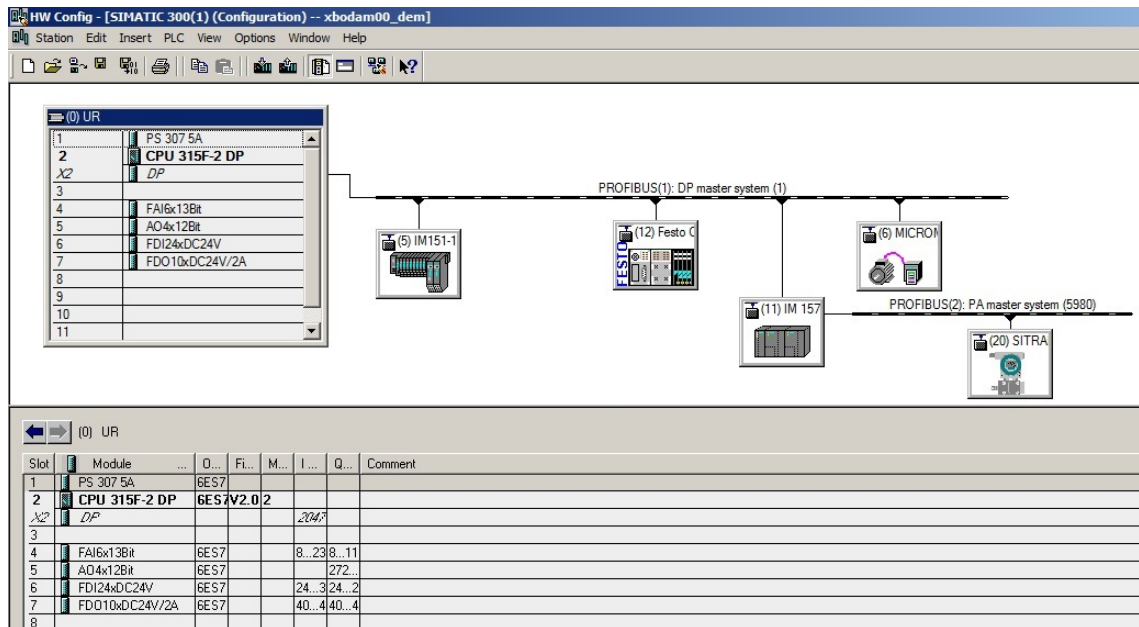 HW Config - [SIMATIC 300(1) (Configuration) -- xbodam00_dem]
Station Edit Insert PLC View Options Window Help
(0) UR
1 PS 307 5A
2 CPU 315F-2 DP
X2 DP
3
4 FAI6x13Bit
5 AO4x12Bit
6 FDI24xDC24V
7 FDO10xDC24V/2A
8
9
10
11
PROFIBUS(1): DP master system (1)
(5) IM151-1
(12) Festo C
FESTO
(6) MICROM
(11) IM 157
PROFIBUS(2): PA master system (5980)
(20) SITRA
(0) UR
Slot Module ... O... Fi... M... I ... Q... Comment
1 PS 307 5A 6ES7
2 CPU 315F-2 DP 6ES7 V2.0 2
X2 DP 2047
3
4 FAI6x13Bit 6ES7 8...23 8...11
5 AO4x12Bit 6ES7 272...
6 FDI24xDC24V 6ES7 24...3 24...2
7 FDO10xDC24V/2A 6ES7 40...4 40...4
8